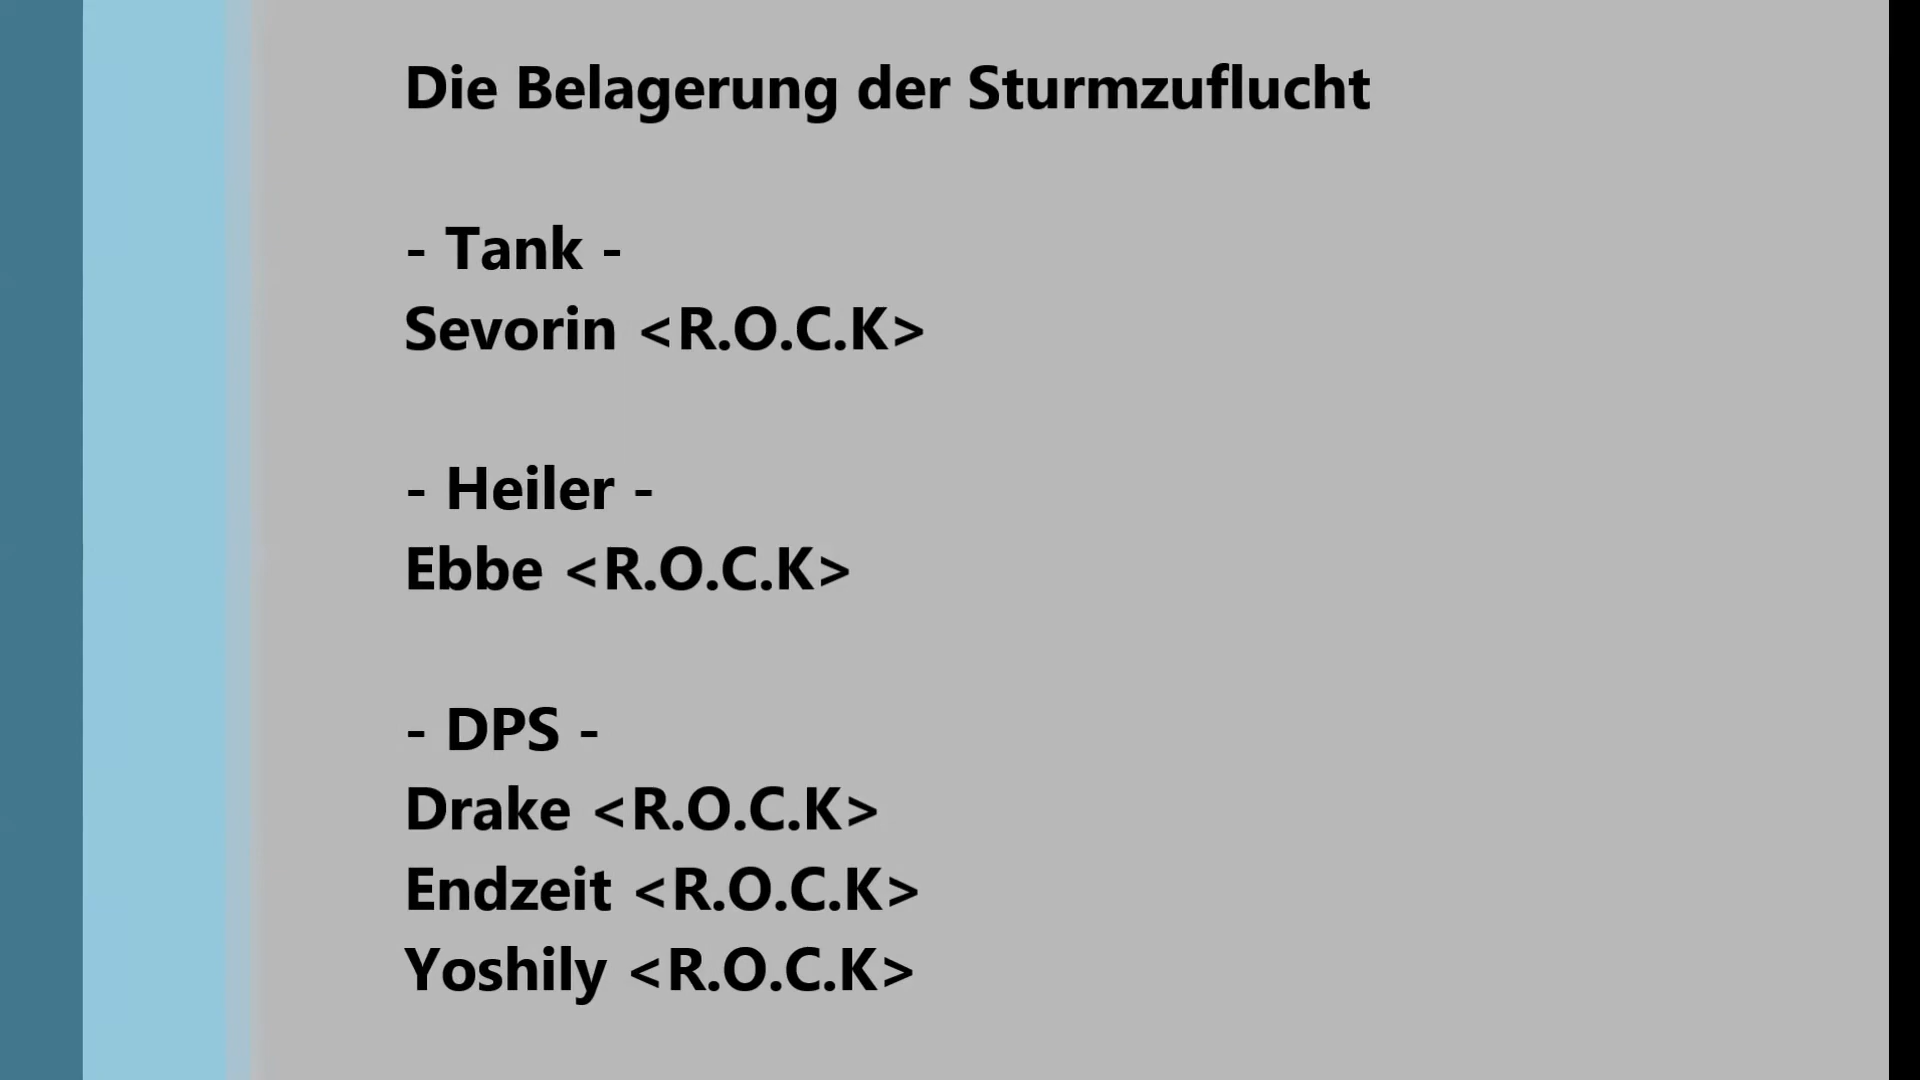 Die Belagerung der Sturmzuflucht
- Tank -
Sevorin <R.O.C.K>
- Heiler -
Ebbe <R.O.C.K>
- DPS -
Drake <R.O.C.K>
Endzeit <R.O.C.K>
Yoshily <R.O.C.K>